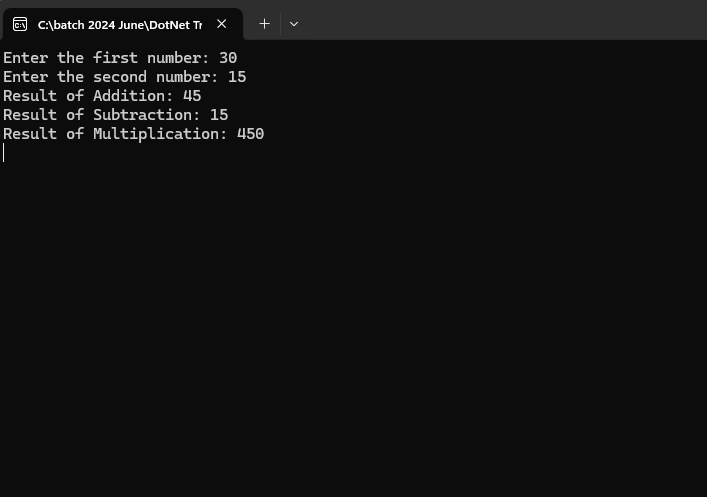 C:\batch 2024 June\DotNet Tr
Enter the first number: 30
Enter the second number: 15
Result of Addition: 45
Result of Subtraction: 15
Result of Multiplication: 450